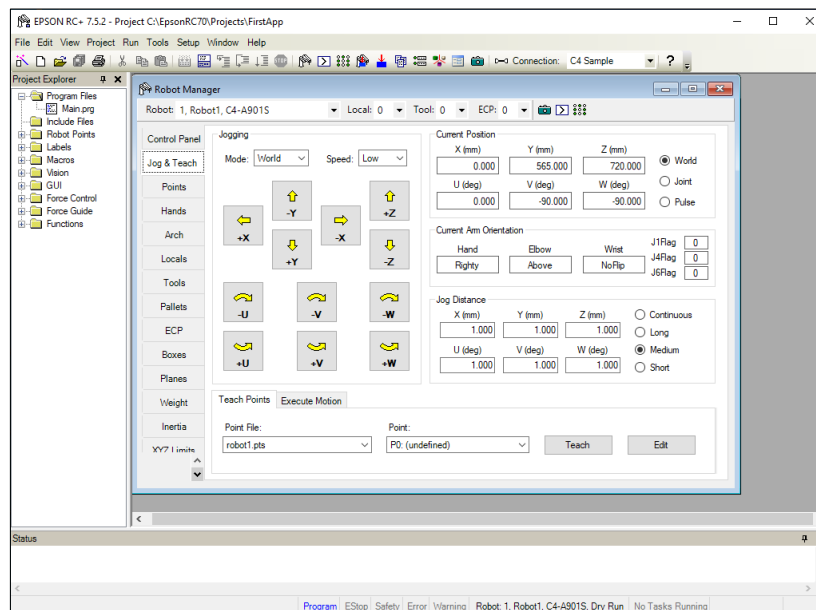 EPSON RC+ 7.5.2 - Project C:\EpsonRC70\Projects\FirstApp
File Edit View Project Run Tools Setup Window Help
Connection: C4 Sample
Project Explorer
Program Files
Main.prg
Include Files
Robot Points
Labels
Macros
Vision
GUI
Force Control
Force Guide
Functions
Robot Manager
Robot: 1, Robot1, C4-A901S Local: 0 Tool: 0 ECP: 0
Control Panel
Jog & Teach
Points
Hands
Arch
Locals
Tools
Pallets
ECP
Boxes
Planes
Weight
Inertia
XYZ Limits
Jogging
Mode: World Speed: Low
-Y +Z
+X -X
+Y -Z
-U -V -W
+U +V +W
Current Position
X (mm) Y (mm) Z (mm)
0.000 565.000 720.000
U (deg) V (deg) W (deg)
0.000 -90.000 -90.000
World
Joint
Pulse
Current Arm Orientation
Hand Elbow Wrist
Righty Above NoFlip
J1Flag 0
J4Flag 0
J6Flag 0
Jog Distance
X (mm) Y (mm) Z (mm)
1.000 1.000 1.000
U (deg) V (deg) W (deg)
1.000 1.000 1.000
Continuous
Long
Medium
Short
Teach Points Execute Motion
Point File: Point:
robot1.pts P0: (undefined) Teach Edit
Status
Program EStop Safety Error Warning Robot: 1, Robot1, C4-A901S, Dry Run No Tasks Running